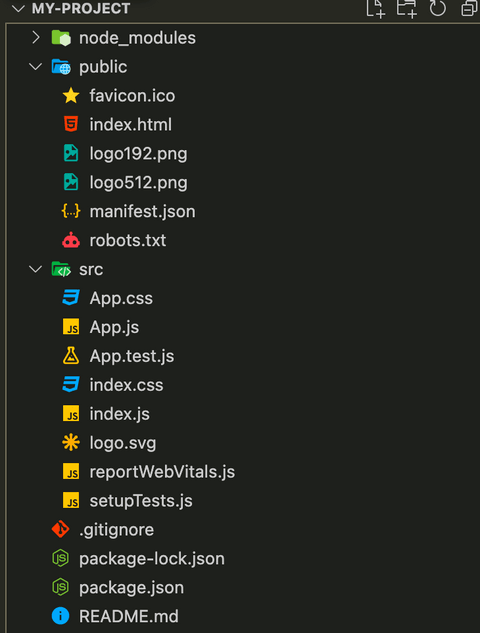 MY-PROJECT
node_modules
public
favicon.ico
index.html
logo192.png
logo512.png
manifest.json
robots.txt
src
App.css
App.js
App.test.js
index.css
index.js
logo.svg
reportWebVitals.js
setupTests.js
.gitignore
package-lock.json
package.json
README.md